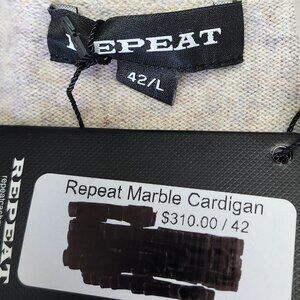 REPEAT
42/L
REPEAT
Repeat Marble Cardigan
$310.00 / 42